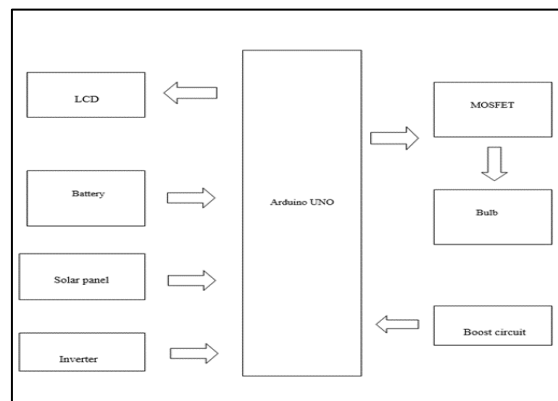 LCD
Battery
Solar panel
Inverter
Arduino UNO
MOSFET
Bulb
Boost circuit